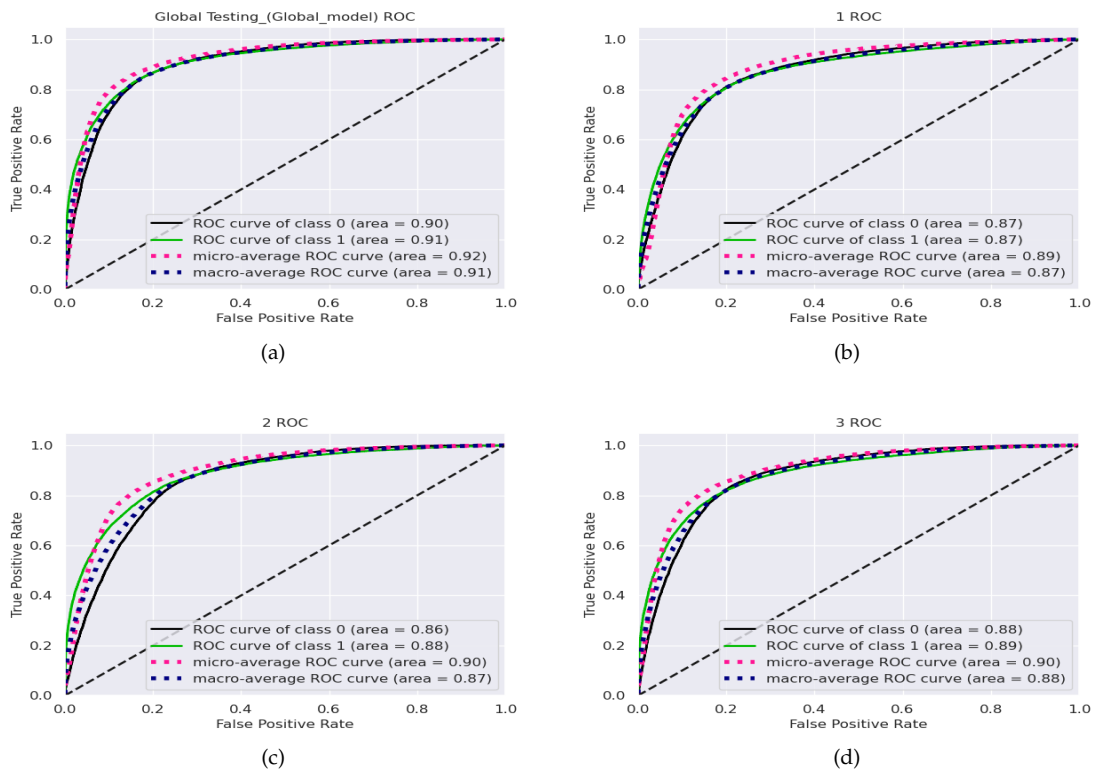 Global Testing_(Global_model) ROC
1.0
0.8
0.6
0.4
0.2
0.0
True Positive Rate
ROC curve of class 0 (area = 0.90)
ROC curve of class 1 (area = 0.91)
micro-average ROC curve (area = 0.92)
macro-average ROC curve (area = 0.91)
0.0 0.2 0.4 0.6 0.8 1.0
False Positive Rate
(a)
1 ROC
1.0
0.8
0.6
0.4
0.2
0.0
True Positive Rate
ROC curve of class 0 (area = 0.87)
ROC curve of class 1 (area = 0.87)
micro-average ROC curve (area = 0.89)
macro-average ROC curve (area = 0.87)
0.0 0.2 0.4 0.6 0.8 1.0
False Positive Rate
(b)
2 ROC
1.0
0.8
0.6
0.4
0.2
0.0
True Positive Rate
ROC curve of class 0 (area = 0.86)
ROC curve of class 1 (area = 0.88)
micro-average ROC curve (area = 0.90)
macro-average ROC curve (area = 0.87)
0.0 0.2 0.4 0.6 0.8 1.0
False Positive Rate
(c)
3 ROC
1.0
0.8
0.6
0.4
0.2
0.0
True Positive Rate
ROC curve of class 0 (area = 0.88)
ROC curve of class 1 (area = 0.89)
micro-average ROC curve (area = 0.90)
macro-average ROC curve (area = 0.88)
0.0 0.2 0.4 0.6 0.8 1.0
False Positive Rate
(d)